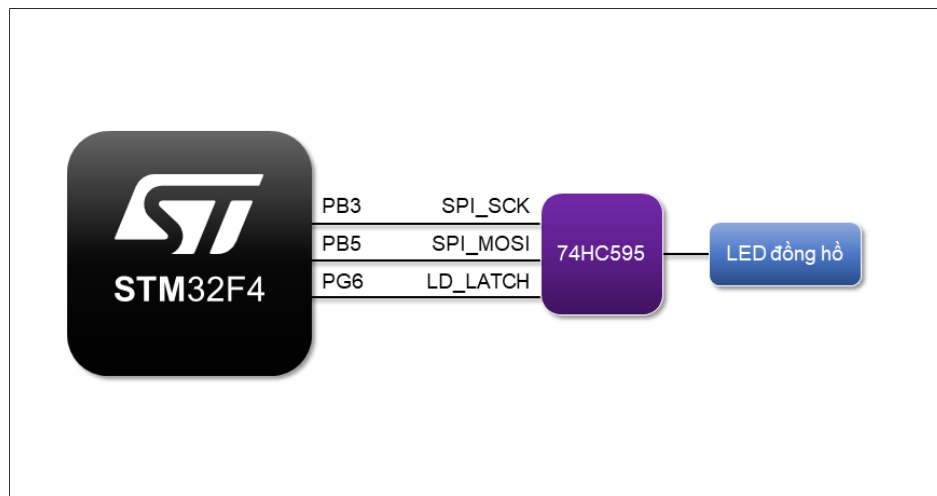 PB3 SPI_SCK
PB5 SPI_MOSI
PG6 LD_LATCH
STM32F4
74HC595
LED đồng hồ